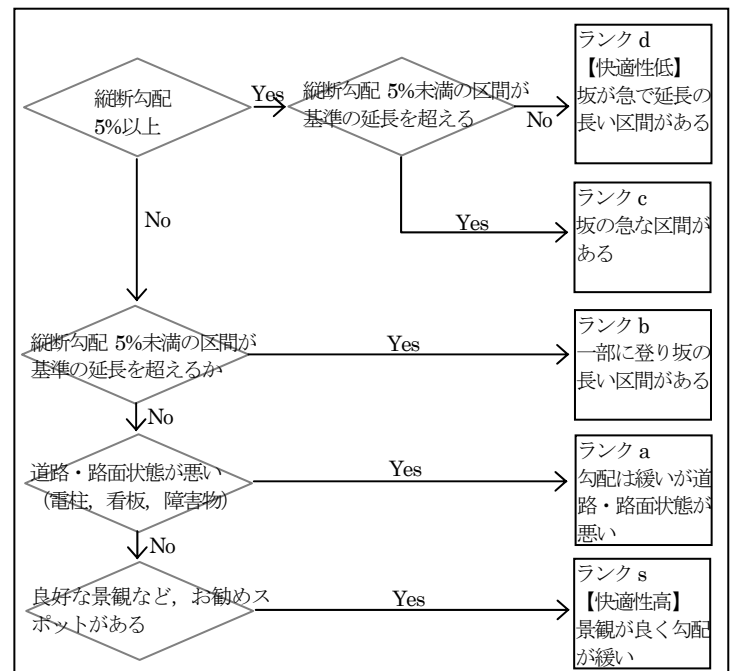 縦断勾配
5%以上
Yes
縦断勾配 5%未満の区間が
基準の延長を超える
No
ランク d
【快適性低】
坂が急で延長の
長い区間がある
No
Yes
ランク c
坂の急な区間が
ある
縦断勾配 5%未満の区間が
基準の延長を超えるか
Yes
ランク b
一部に登り坂の
長い区間がある
No
道路・路面状態が悪い
(電柱，看板，障害物)
Yes
ランク a
勾配は緩いが道
路・路面状態が
悪い
No
良好な景観など，お勧めス
ポットがある
Yes
ランク s
【快適性高】
景観が良く勾配
が緩い